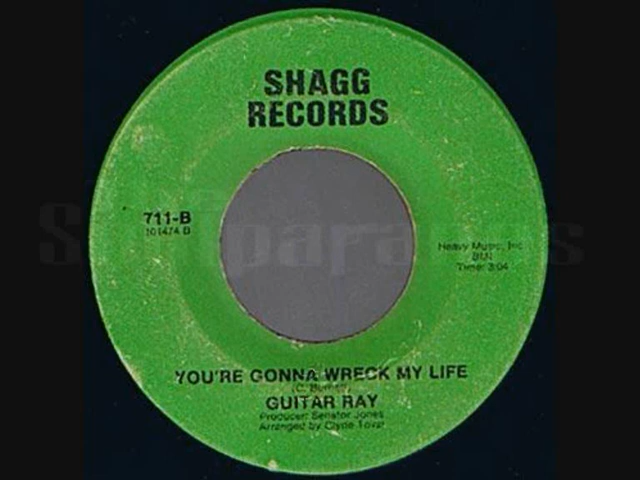 SHAGG
RECORDS
711-B
101474 B
Heavy Music, Inc.
BMI
Time: 3:04
YOU'RE GONNA WRECK MY LIFE
(C. Burnett)
GUITAR RAY
Producer: Senator Jones
Arranged by Clyde Toval